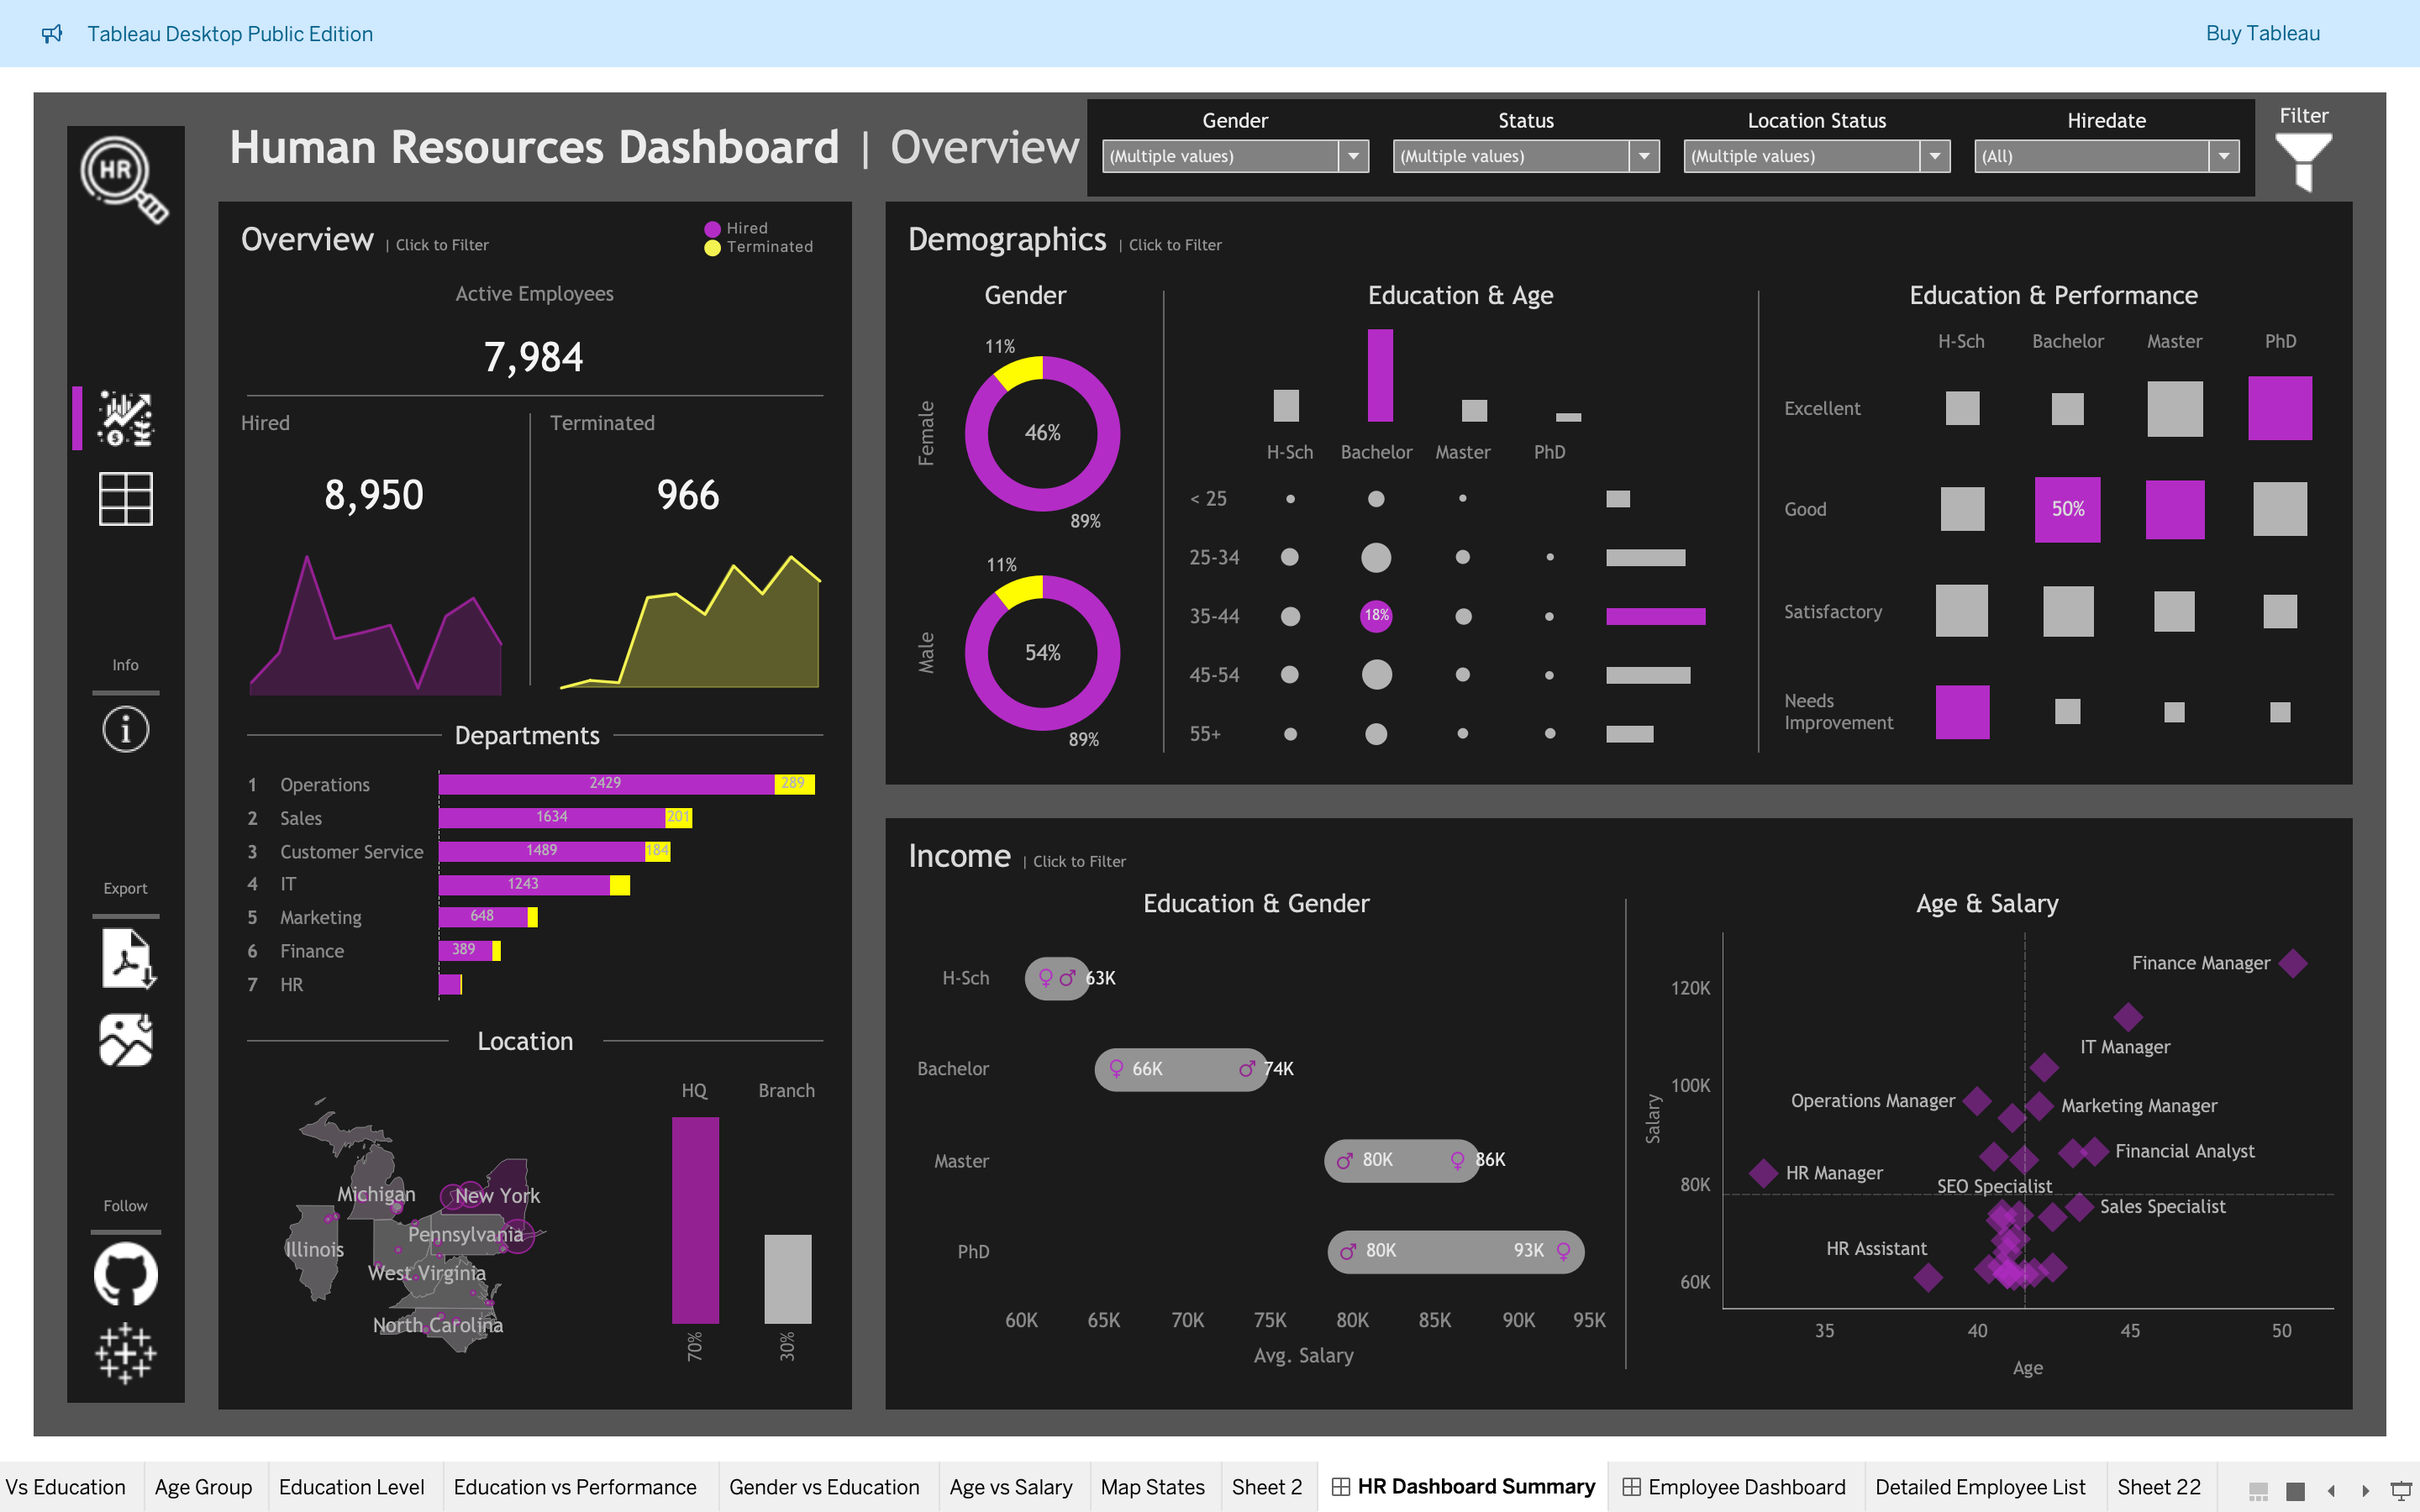 Tableau Desktop Public Edition
Buy Tableau
HR
Human Resources Dashboard | Overview
Gender
(Multiple values)
Status
(Multiple values)
Location Status
(Multiple values)
Hiredate
(All)
Filter
Info
Export
Follow
Overview | Click to Filter
Hired
Terminated
Active Employees
7,984
Hired
8,950
Terminated
966
Departments
1 Operations 2429 289
2 Sales 1634 201
3 Customer Service 1489 184
4 IT 1243
5 Marketing 648
6 Finance 389
7 HR
Location
Michigan
New York
Pennsylvania
Illinois
West Virginia
North Carolina
HQ
Branch
70%
30%
Demographics | Click to Filter
Gender
Female
11%
46%
89%
Male
11%
54%
89%
Education & Age
H-Sch Bachelor Master PhD
< 25
25-34
35-44 18%
45-54
55+
Education & Performance
H-Sch Bachelor Master PhD
Excellent
Good 50%
Satisfactory
Needs
Improvement
Income | Click to Filter
Education & Gender
H-Sch ♀ ♂ 63K
Bachelor ♀ 66K ♂ 74K
Master ♂ 80K ♀ 86K
PhD ♂ 80K 93K ♀
60K 65K 70K 75K 80K 85K 90K 95K
Avg. Salary
Age & Salary
Salary
120K
100K
80K
60K
Finance Manager
IT Manager
Operations Manager
Marketing Manager
Financial Analyst
HR Manager
SEO Specialist
Sales Specialist
HR Assistant
35 40 45 50
Age
Vs Education
Age Group
Education Level
Education vs Performance
Gender vs Education
Age vs Salary
Map States
Sheet 2
HR Dashboard Summary
Employee Dashboard
Detailed Employee List
Sheet 22